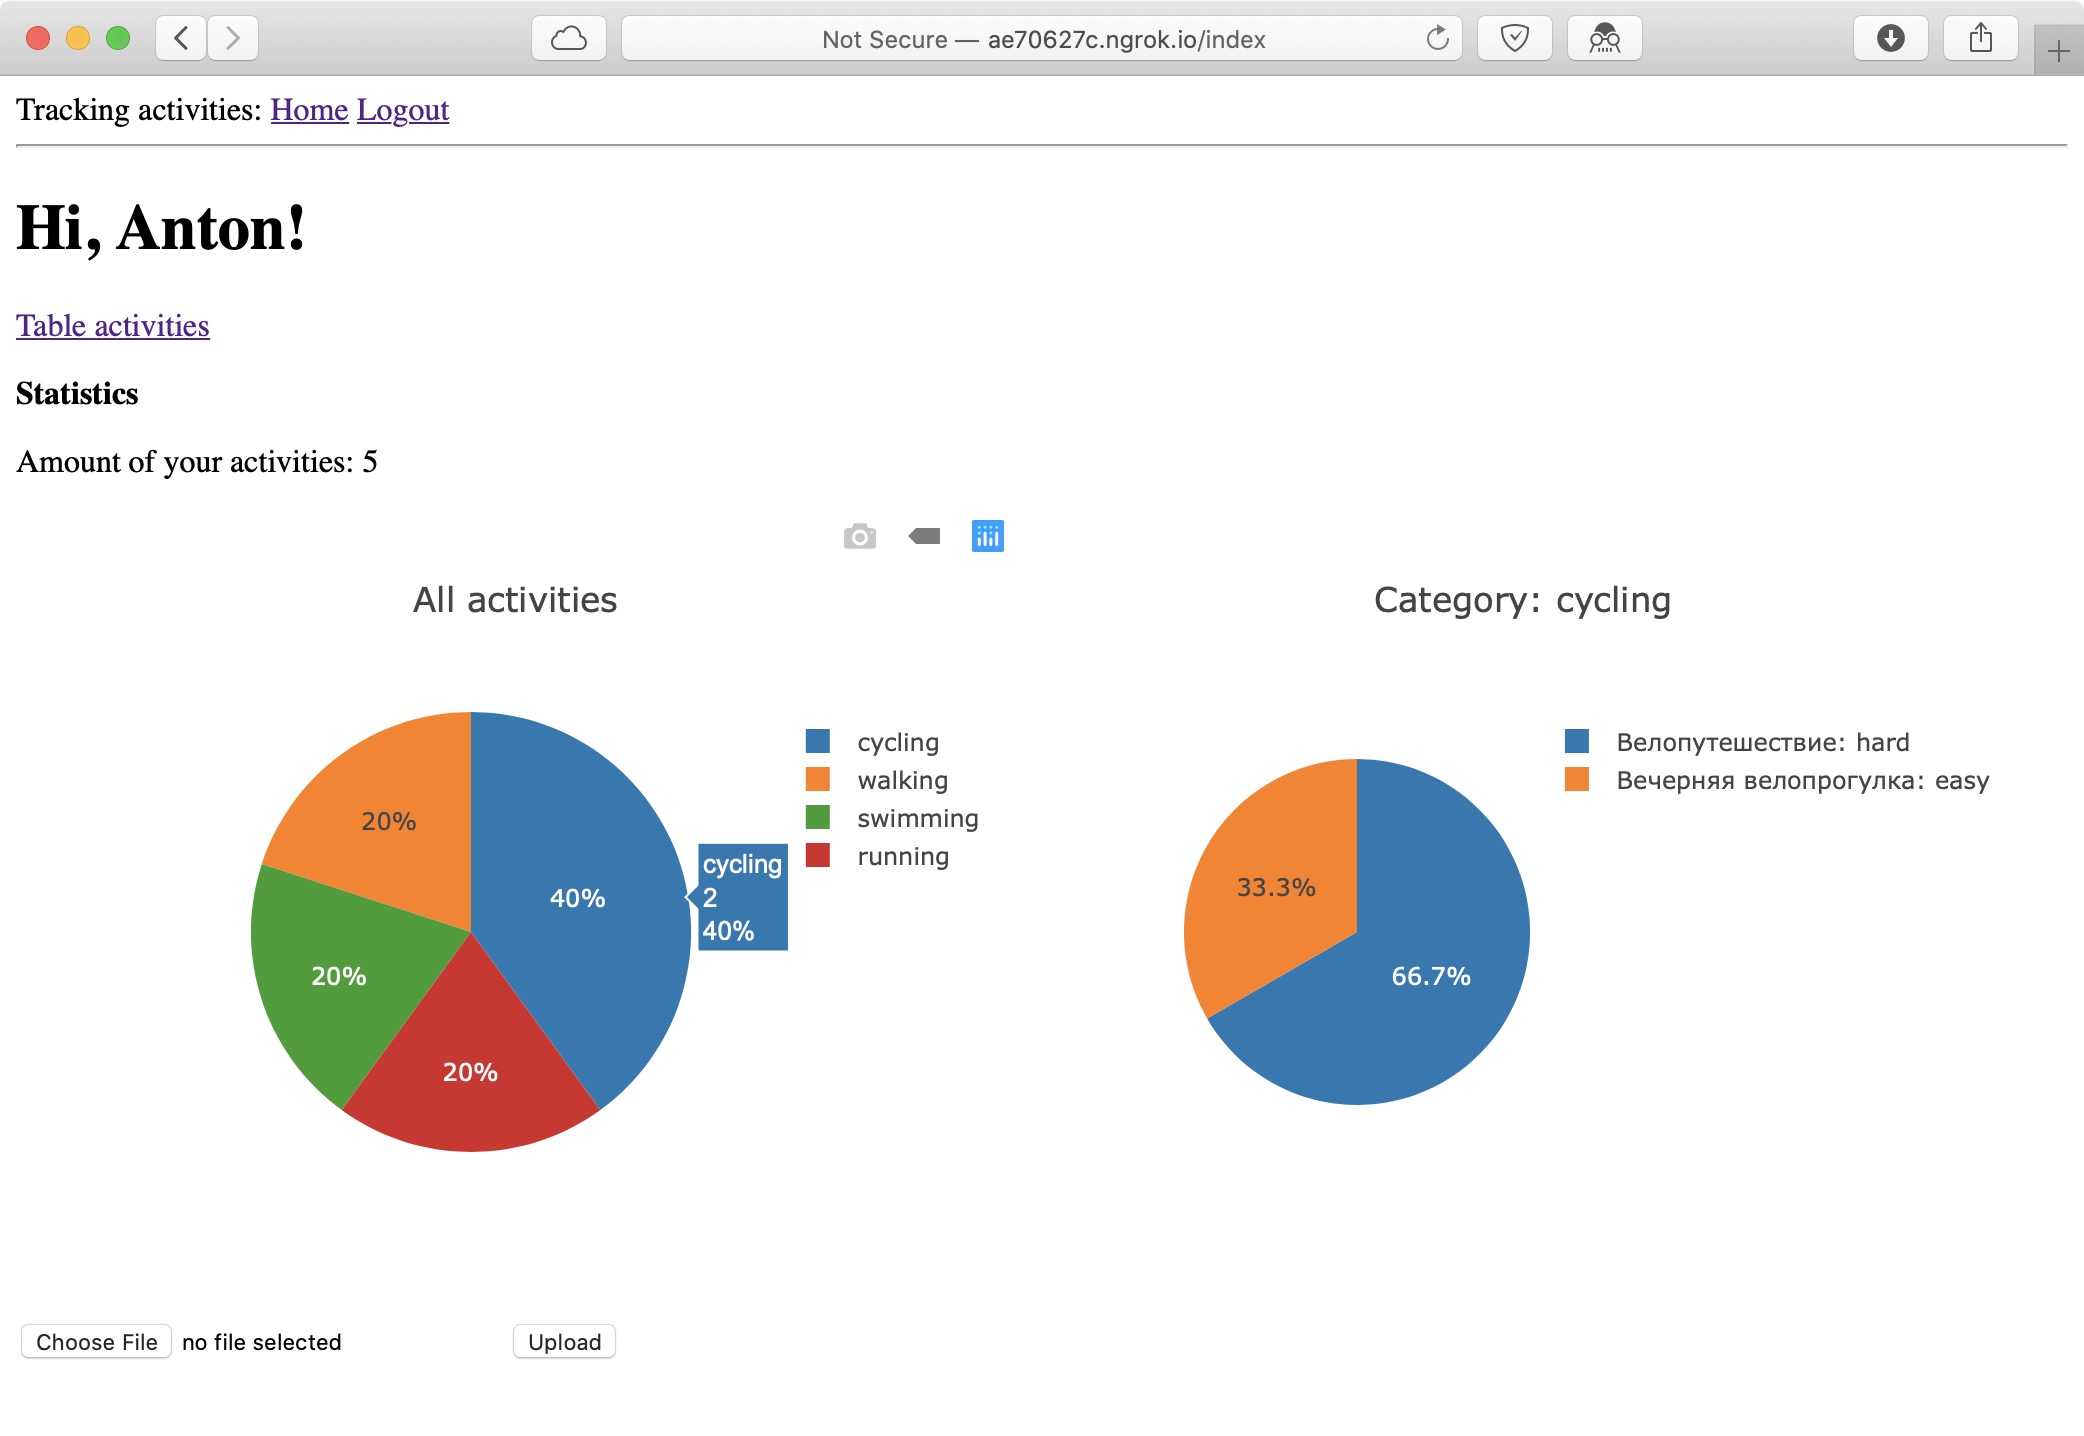 Not Secure — ae70627c.ngrok.io/index
Tracking activities: Home Logout
Hi, Anton!
Table activities
Statistics
Amount of your activities: 5
All activities
20%
40%
20%
20%
cycling
2
40%
cycling
walking
swimming
running
Category: cycling
33.3%
66.7%
Велопутешествие: hard
Вечерняя велопрогулка: easy
Choose File no file selected Upload